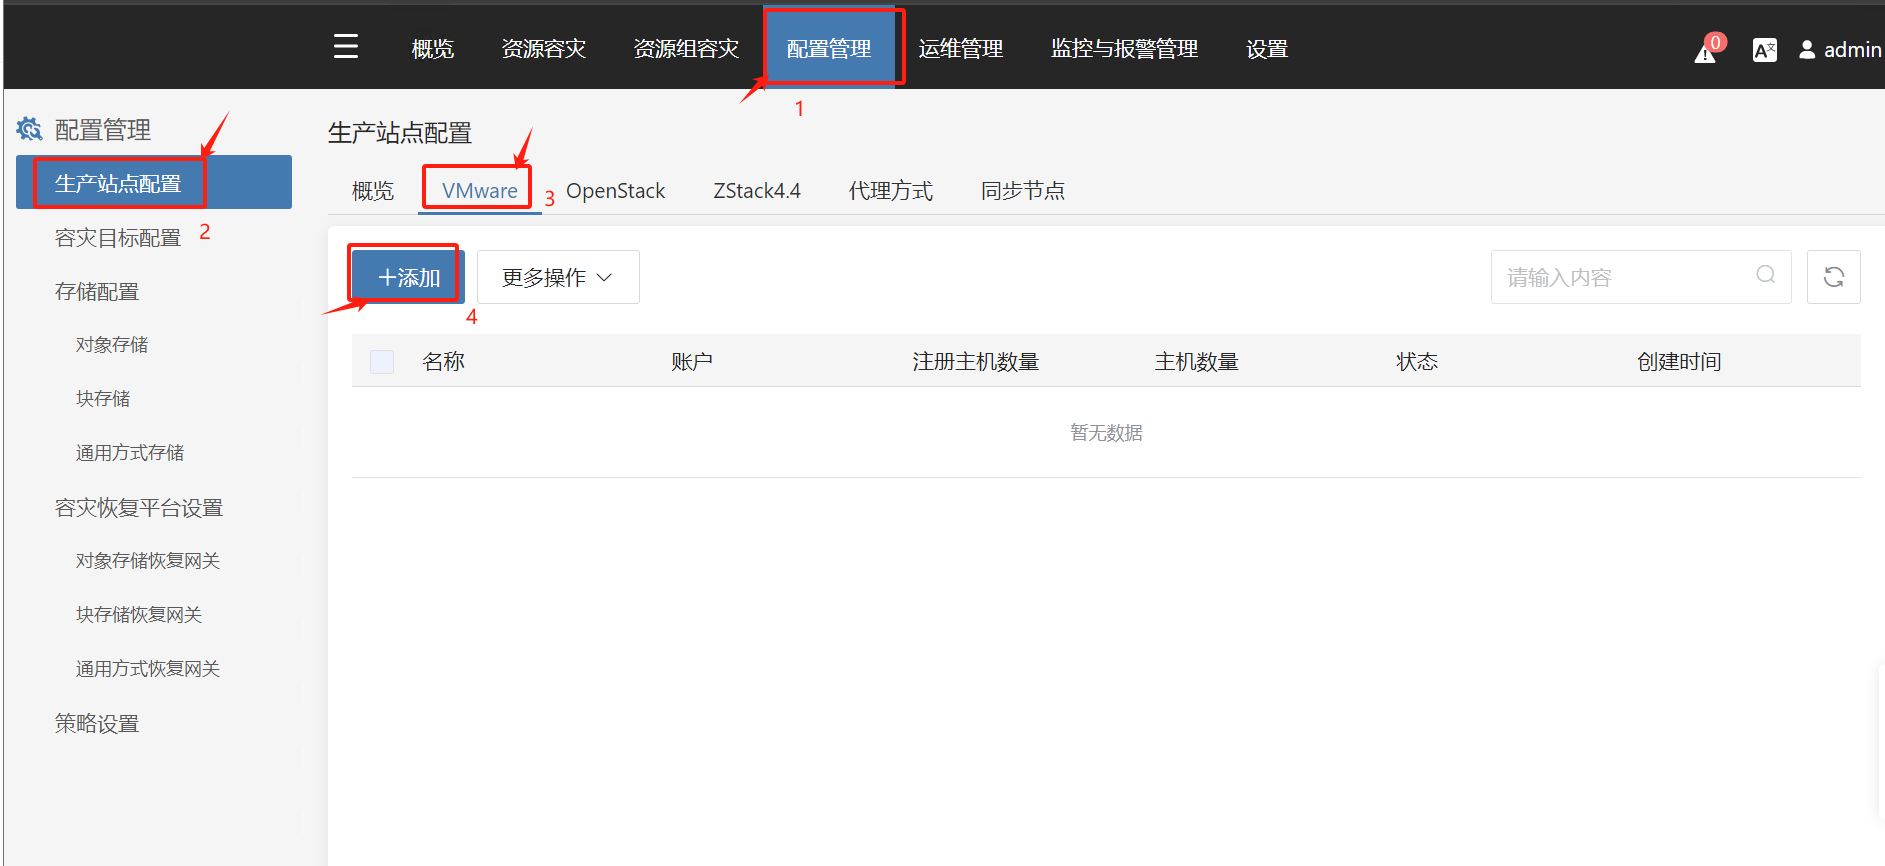 概览 资源容灾 资源组容灾 配置管理 运维管理 监控与报警管理 设置 0 A文 admin
1
配置管理
生产站点配置
2
容灾目标配置
存储配置
对象存储
块存储
通用方式存储
容灾恢复平台设置
对象存储恢复网关
块存储恢复网关
通用方式恢复网关
策略设置
生产站点配置
概览 VMware 3 OpenStack ZStack4.4 代理方式 同步节点
+添加 更多操作 请输入内容
4
名称 账户 注册主机数量 主机数量 状态 创建时间
暂无数据